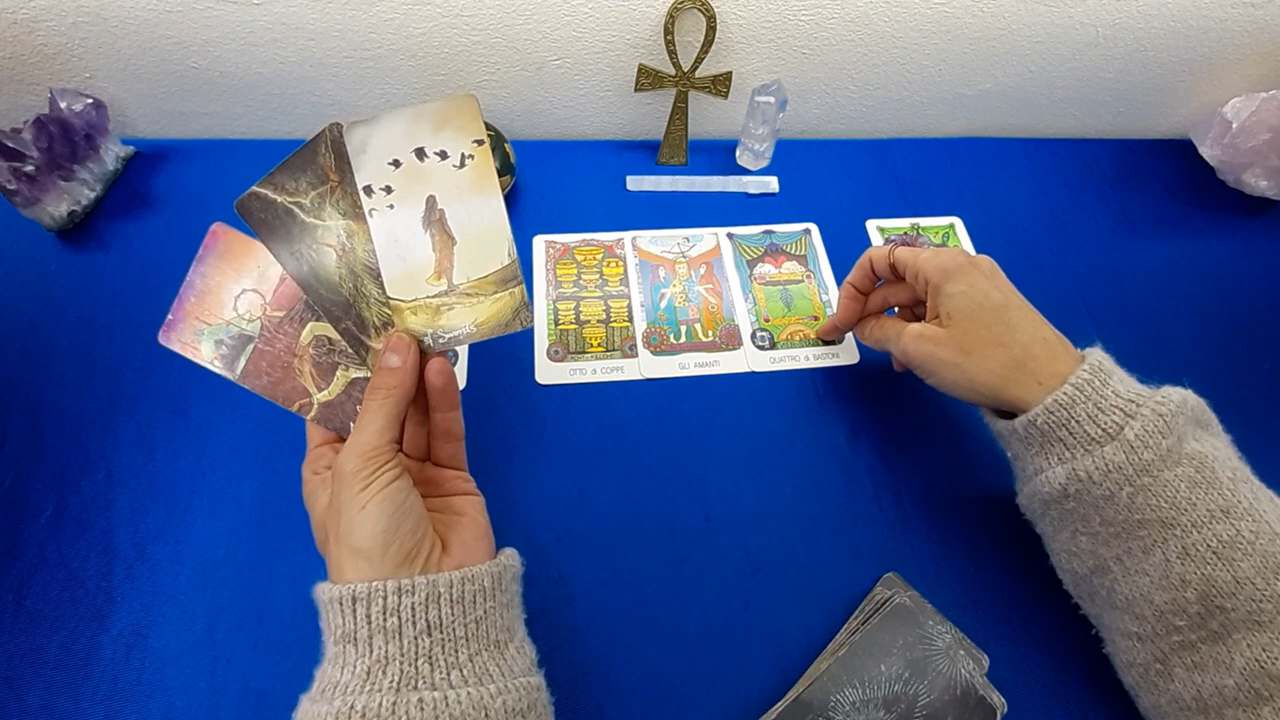 of Swords
OTTO di COPPE
GLI AMANTI
QUATTRO di BASTONI